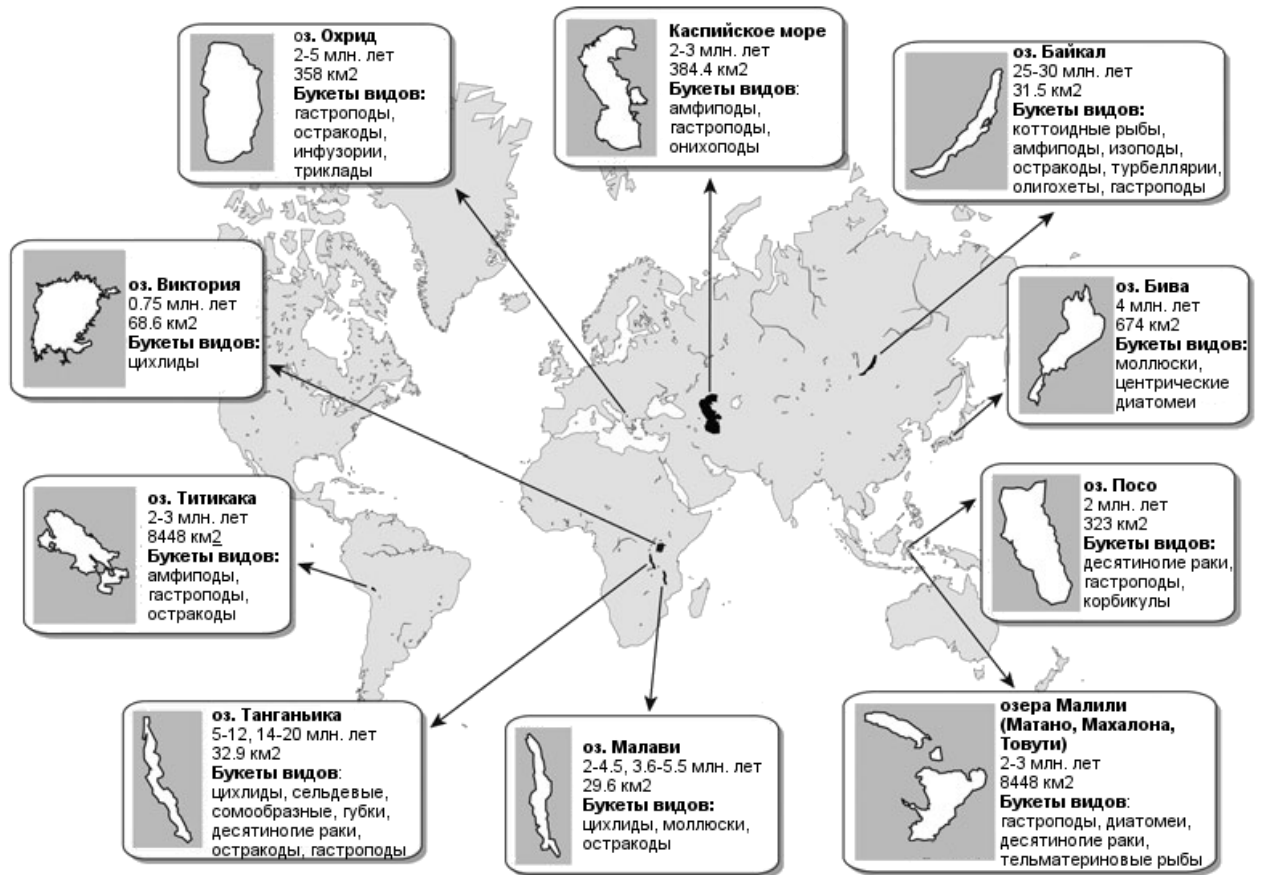 оз. Охрид
2-5 млн. лет
358 км2
Букеты видов:
гастроподы,
остракоды,
инфузории,
триклады
Каспийское море
2-3 млн. лет
384.4 км2
Букеты видов:
амфиподы,
гастроподы,
онихоподы
оз. Байкал
25-30 млн. лет
31.5 км2
Букеты видов:
коттоидные рыбы,
амфиподы, изоподы,
остракоды, турбеллярии,
олигохеты, гастроподы
оз. Виктория
0.75 млн. лет
68.6 км2
Букеты видов:
цихлиды
оз. Бива
4 млн. лет
674 км2
Букеты видов:
моллюски,
центрические
диатомеи
оз. Титикака
2-3 млн. лет
8448 км2
Букеты видов:
амфиподы,
гастроподы,
остракоды
оз. Посо
2 млн. лет
323 км2
Букеты видов:
десятиногие раки,
гастроподы,
корбикулы
оз. Танганьика
5-12, 14-20 млн. лет
32.9 км2
Букеты видов:
цихлиды, сельдевые,
сомообразные, губки,
десятиногие раки,
остракоды, гастроподы
оз. Малави
2-4.5, 3.6-5.5 млн. лет
29.6 км2
Букеты видов:
цихлиды, моллюски,
остракоды
озера Малили
(Матано, Махалона,
Товути)
2-3 млн. лет
8448 км2
Букеты видов:
гастроподы, диатомеи,
десятиногие раки,
тельматериновые рыбы